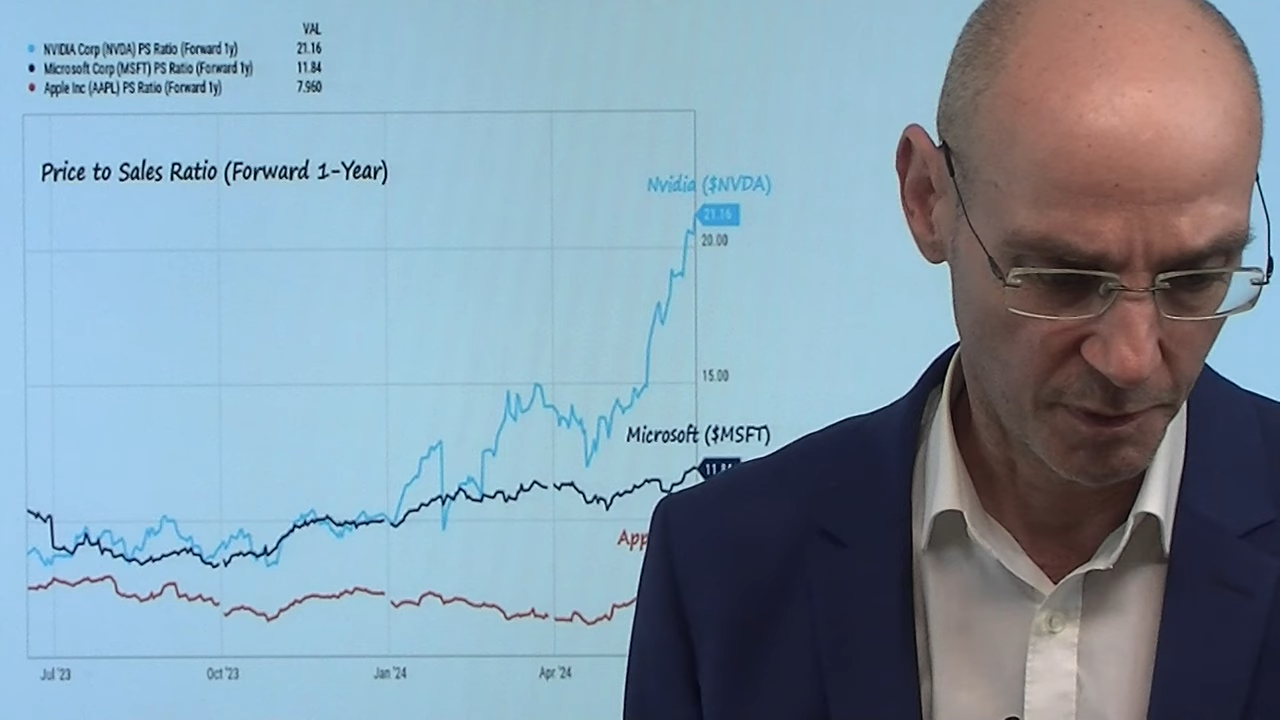 VAL
NVIDIA Corp (NVDA) PS Ratio (Forward 1y) 21.16
Microsoft Corp (MSFT) PS Ratio (Forward 1y) 11.84
Apple Inc (AAPL) PS Ratio (Forward 1y) 7.960
Price to Sales Ratio (Forward 1-Year)
Nvidia ($NVDA)
21.16
20.00
15.00
Microsoft ($MSFT)
App
Jul '23 Oct '23 Jan '24 Apr '24